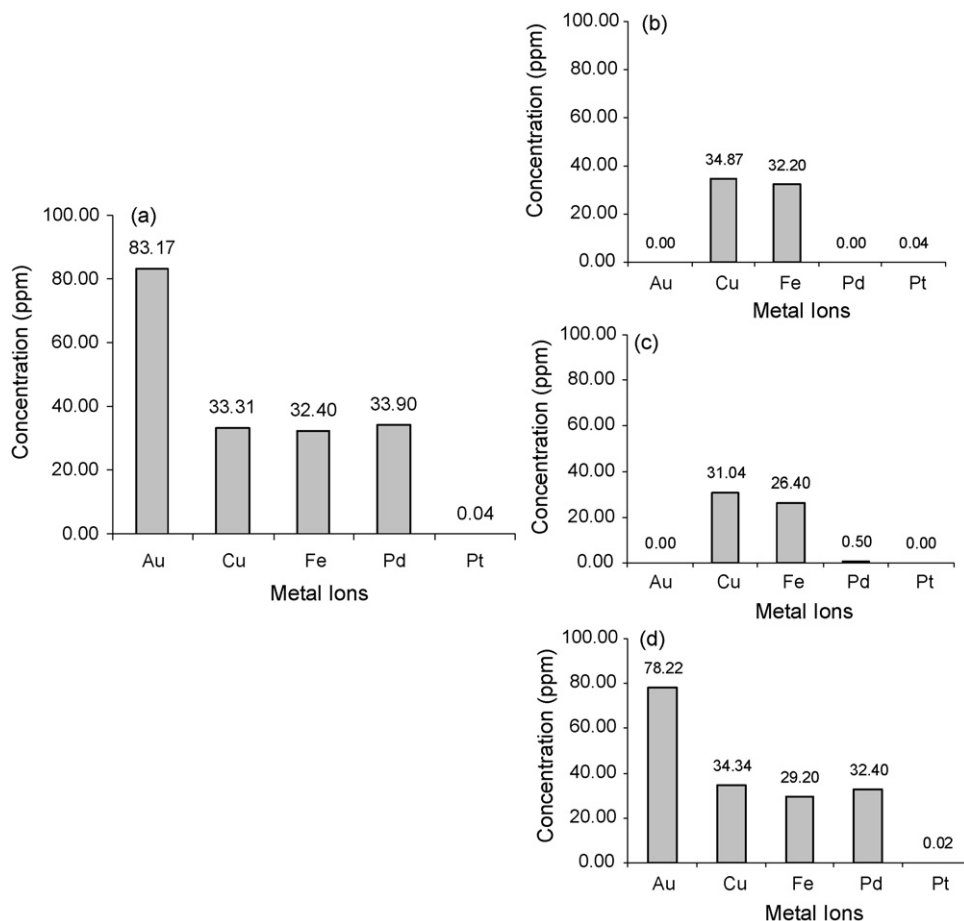 (a)
Concentration (ppm)
100.00
80.00
60.00
40.00
20.00
0.00
83.17
33.31
32.40
33.90
0.04
Au Cu Fe Pd Pt
Metal Ions
(b)
Concentration (ppm)
100.00
80.00
60.00
40.00
20.00
0.00
0.00
34.87
32.20
0.00
0.04
Au Cu Fe Pd Pt
Metal Ions
(c)
Concentration (ppm)
100.00
80.00
60.00
40.00
20.00
0.00
0.00
31.04
26.40
0.50
0.00
Au Cu Fe Pd Pt
Metal Ions
(d)
Concentration (ppm)
100.00
80.00
60.00
40.00
20.00
0.00
78.22
34.34
29.20
32.40
0.02
Au Cu Fe Pd Pt
Metal Ions